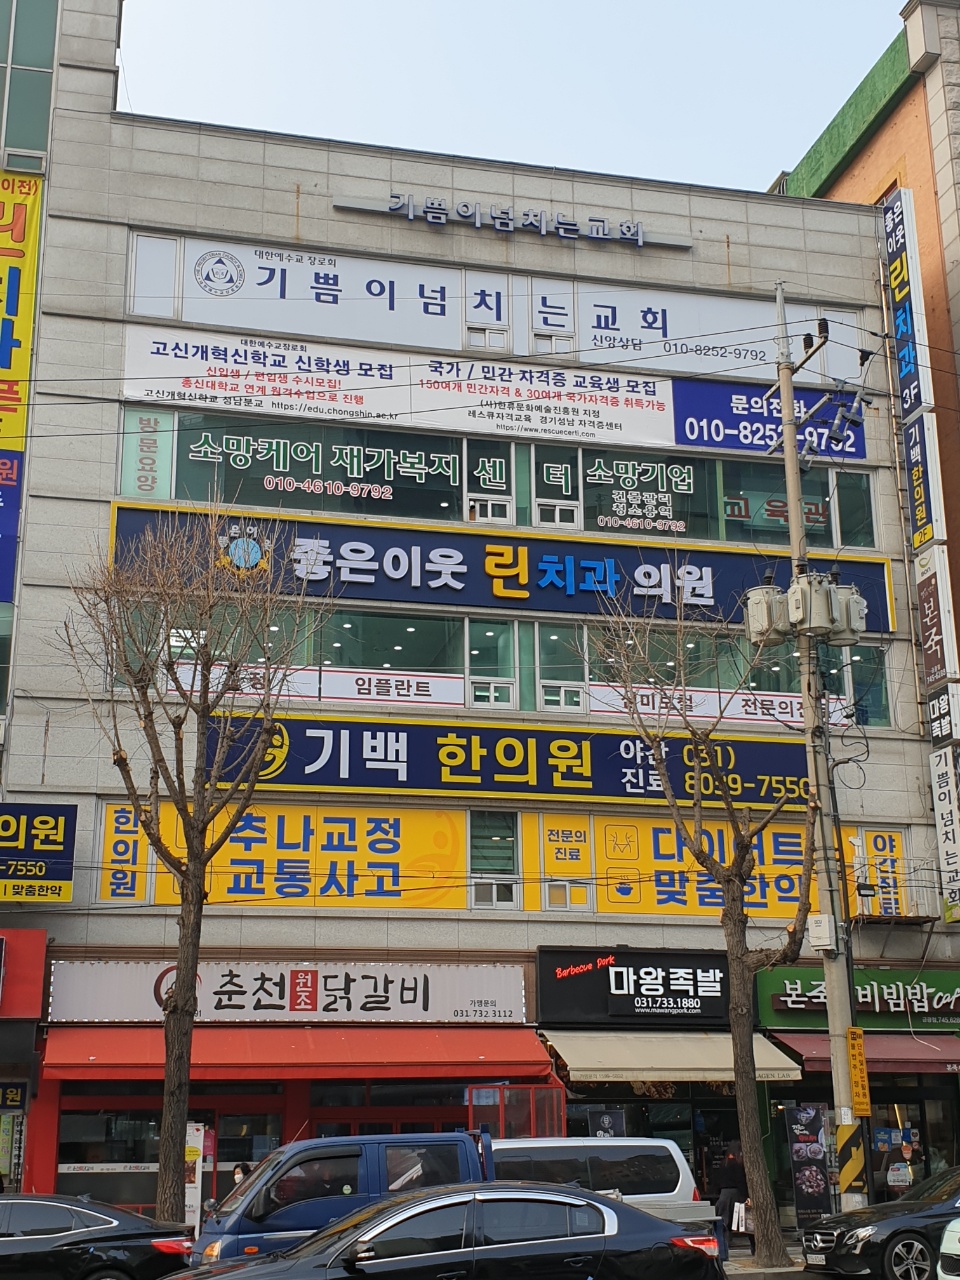 기쁨이넘치는교회
대한예수교 장로회
기쁨이넘치는교회
신앙상담 010-8252-9792
대한예수교장로회
고신개혁신학교 신학생 모집
신입생 / 편입생 수시모집!
총신대학교 연계 원격수업으로 진행
고신개혁신학교 성남분교 https://edu.chongshin.ac.kr
국가 / 민간 자격증 교육생 모집
150여개 민간자격 & 30여개 국가자격증 취득가능
(사)한류문화예술진흥원 지정
레스큐자격교육 경기성남 자격증센터
https://www.rescuecerti.com
문의전화
010-8252-9792
방문요양
소망케어 재가복지 센터
010-4610-9792
소망기업
건물관리
청소용역
010-4610-9792
교육관
좋은이웃 린치과 의원
임플란트
기백 한의원
야간 031)
진료 8039-7550
한의원
추나교정
교통사고
전문의
진료
다이어트
맞춤한의
야간진료
의원
-7550
| 맞춤한약
이전)
춘천 원조 닭갈비
가맹문의
031.732.3112
Barbecue Pork
마왕족발
031.733.1880
www.mawangpork.com
본죽 & 비빔밥 cafe
좋은이웃 린치과 3F
기백한의원 2F
본죽
마왕족발
기쁨이넘치는교회